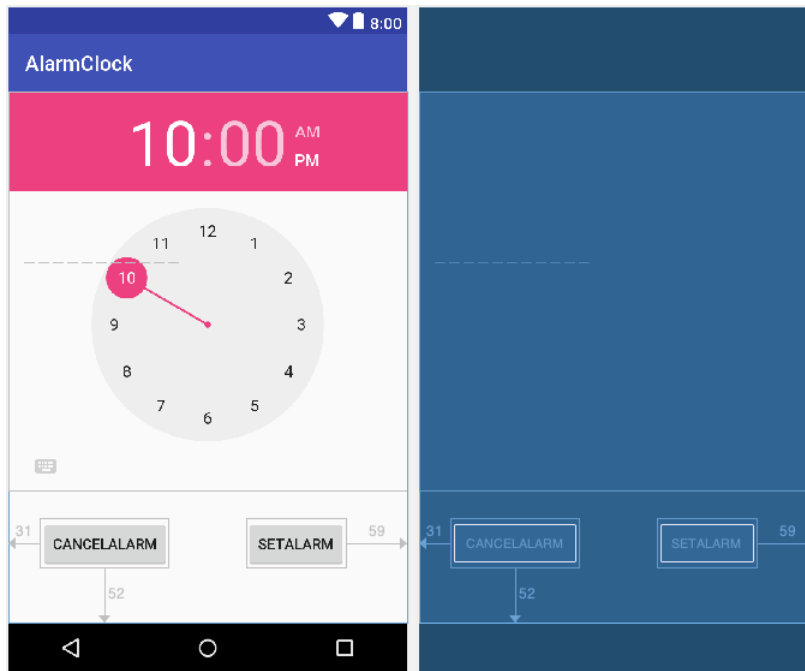 8:00
AlarmClock
10:00
AM
PM
12
11
1
10
2
9
3
8
4
7
5
6
31
CANCELALARM
SETALARM
59
52
31
CANCELALARM
SETALARM
59
52